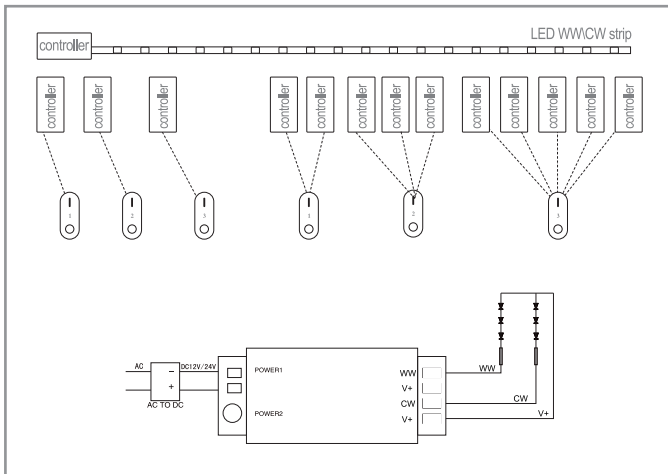 LED WW\CW strip
controller
controller
controller
controller
controller
controller
controller
controller
controller
controller
controller
controller
controller
controller
1
2
3
1
2
3
AC
DC12V/24V
−
+
AC TO DC
POWER1
POWER2
WW
V+
CW
V+
WW
CW
V+